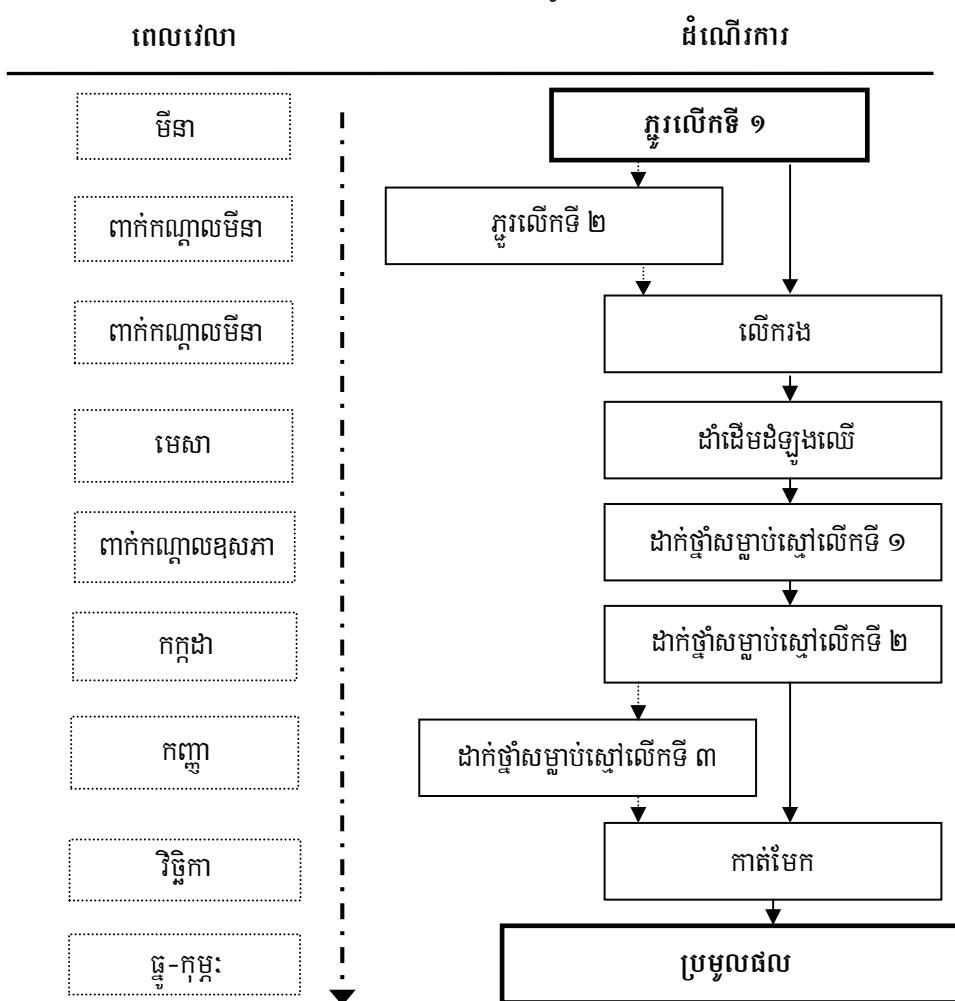 ពេលវេលា ដំណើរការ
មីនា ភ្ជួរលើកទី ១
ពាក់កណ្តាលមីនា ភ្ជួរលើកទី ២
ពាក់កណ្តាលមីនា លើករង
មេសា ដាំដើមដំឡូងឈើ
ពាក់កណ្តាលឧសភា ដាក់ថ្នាំសម្លាប់ស្មៅលើកទី ១
កក្កដា ដាក់ថ្នាំសម្លាប់ស្មៅលើកទី ២
កញ្ញា ដាក់ថ្នាំសម្លាប់ស្មៅលើកទី ៣
វិច្ឆិកា កាត់មែក
ធ្នូ-កុម្ភៈ ប្រមូលផល